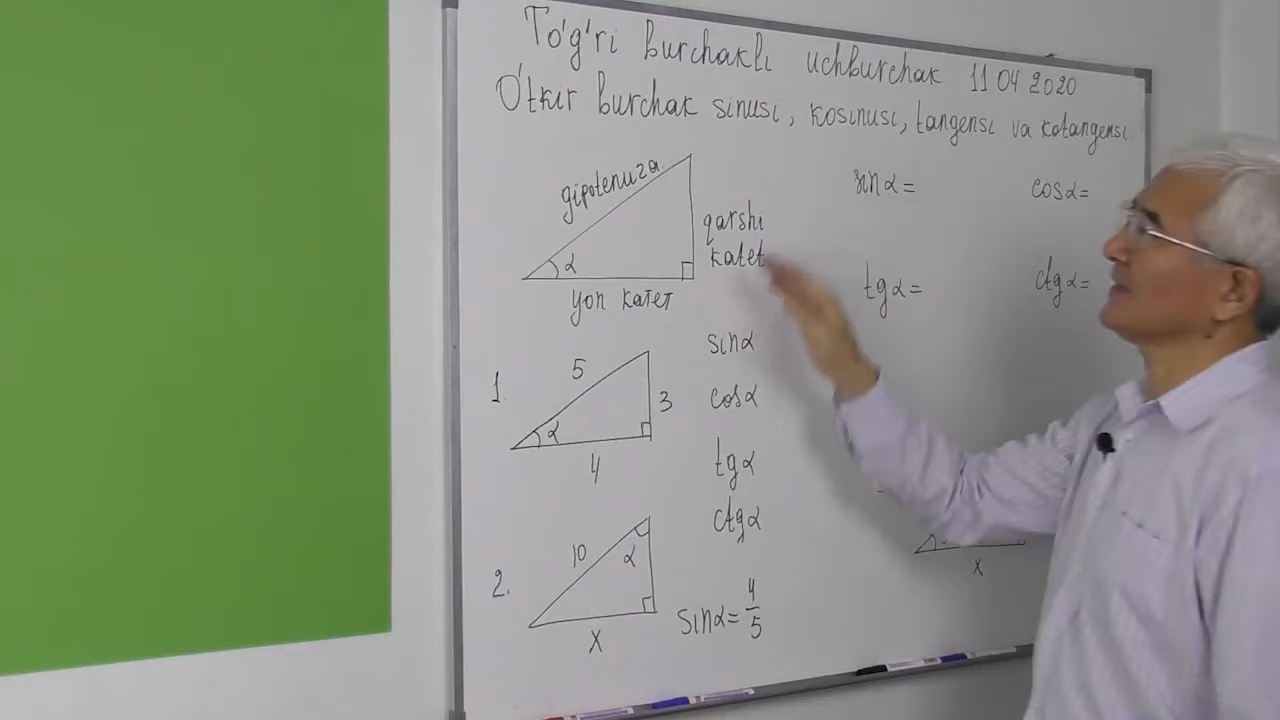 To'g'ri burchakli uchburchak 11 04 2020
O'tkir burchak sinusi, kosinusi, tangensi va kotangensi
gipotenuza
qarshi
katet
α
yon катет
sinα=
cosα=
tgα=
ctgα=
1.
5
3
α
4
sinα
cosα
tgα
ctgα
2.
10
α
x
sinα= 4/5
x